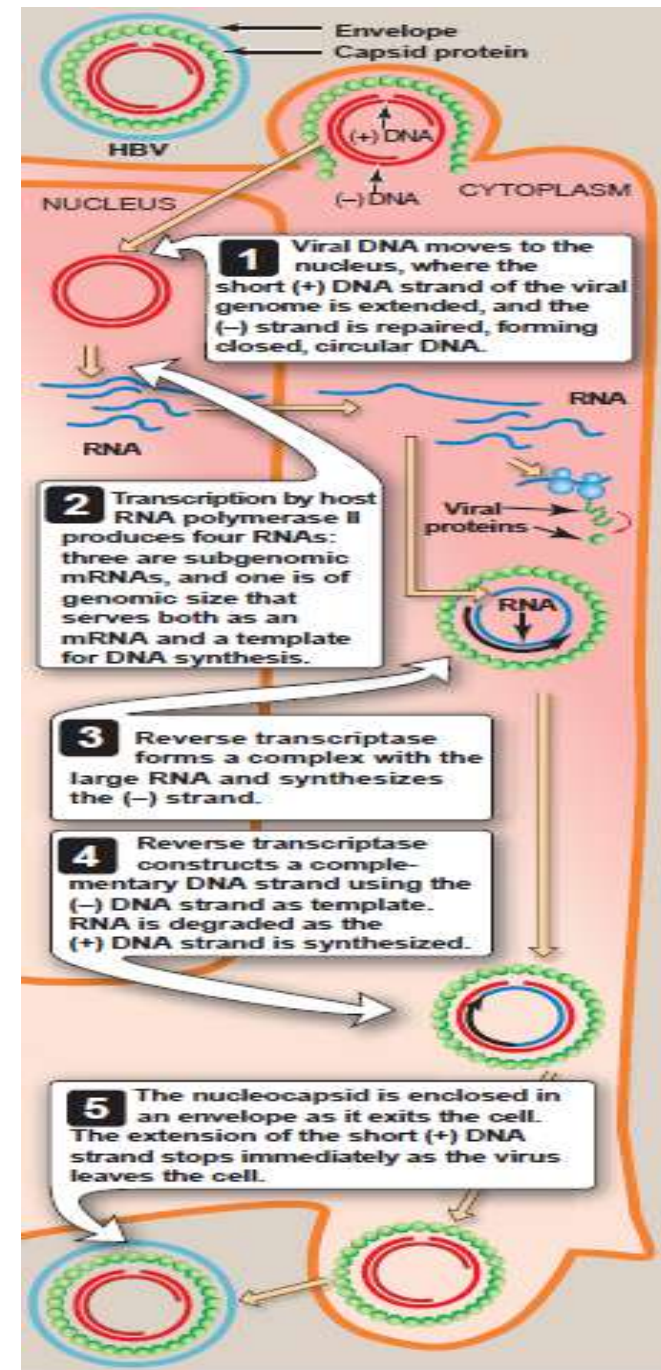 Envelope
Capsid protein
HBV
(+) DNA
(–) DNA
NUCLEUS
CYTOPLASM
1 Viral DNA moves to the
nucleus, where the
short (+) DNA strand of the viral
genome is extended, and the
(–) strand is repaired, forming
closed, circular DNA.
RNA
RNA
2 Transcription by host
RNA polymerase II
produces four RNAs:
three are subgenomic
mRNAs, and one is of
genomic size that
serves both as an
mRNA and a template
for DNA synthesis.
Viral
proteins
RNA
3 Reverse transcriptase
forms a complex with the
large RNA and synthesizes
the (–) strand.
4 Reverse transcriptase
constructs a comple-
mentary DNA strand using the
(–) DNA strand as template.
RNA is degraded as the
(+) DNA strand is synthesized.
5 The nucleocapsid is enclosed in
an envelope as it exits the cell.
The extension of the short (+) DNA
strand stops immediately as the virus
leaves the cell.